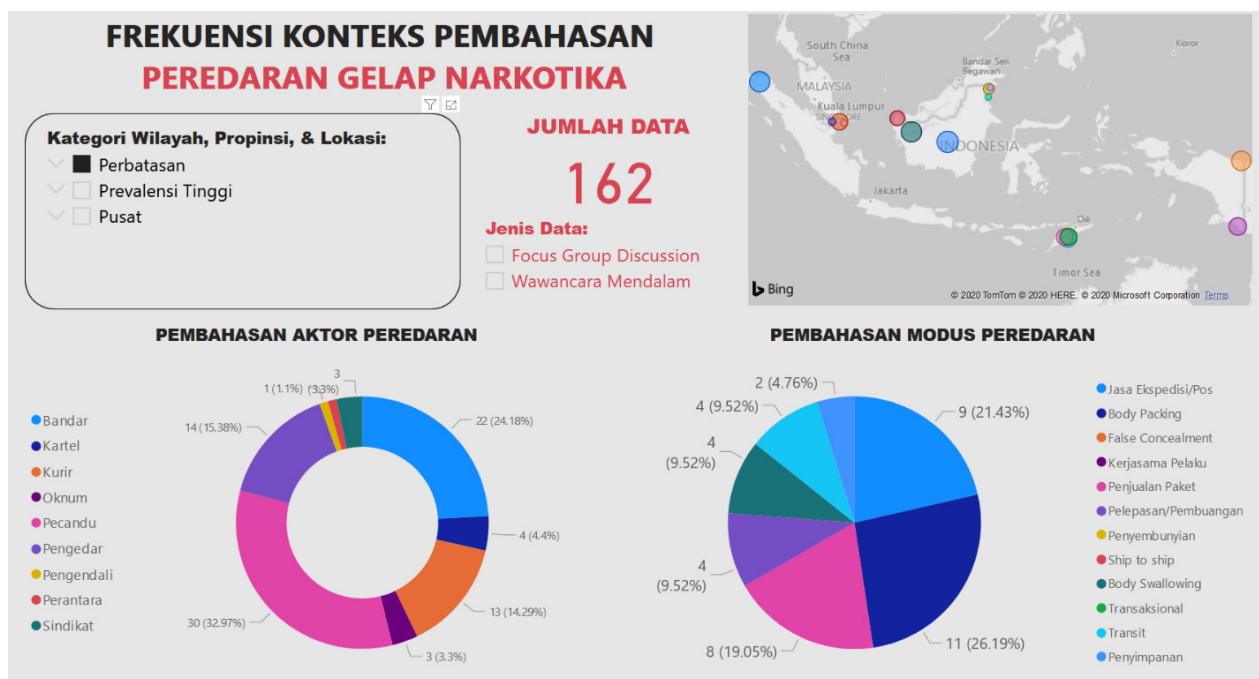 FREKUENSI KONTEKS PEMBAHASAN
PEREDARAN GELAP NARKOTIKA
Kategori Wilayah, Propinsi, & Lokasi:
Perbatasan
Prevalensi Tinggi
Pusat
JUMLAH DATA
162
Jenis Data:
Focus Group Discussion
Wawancara Mendalam
South China
Sea
Koror
Bandar Seri
Begawan
MALAYSIA
Kuala Lumpur
INDONESIA
Jakarta
Dili
Timor Sea
Bing
© 2020 TomTom © 2020 HERE, © 2020 Microsoft Corporation Terms
PEMBAHASAN AKTOR PEREDARAN
Bandar
Kartel
Kurir
Oknum
Pecandu
Pengedar
Pengendali
Perantara
Sindikat
3
1 (1.1%)
(3.3%)
22 (24.18%)
14 (15.38%)
4 (4.4%)
13 (14.29%)
30 (32.97%)
3 (3.3%)
PEMBAHASAN MODUS PEREDARAN
2 (4.76%)
4 (9.52%)
9 (21.43%)
4
(9.52%)
4
(9.52%)
8 (19.05%)
11 (26.19%)
Jasa Ekspedisi/Pos
Body Packing
False Concealment
Kerjasama Pelaku
Penjualan Paket
Pelepasan/Pembuangan
Penyembunyian
Ship to ship
Body Swallowing
Transaksional
Transit
Penyimpanan